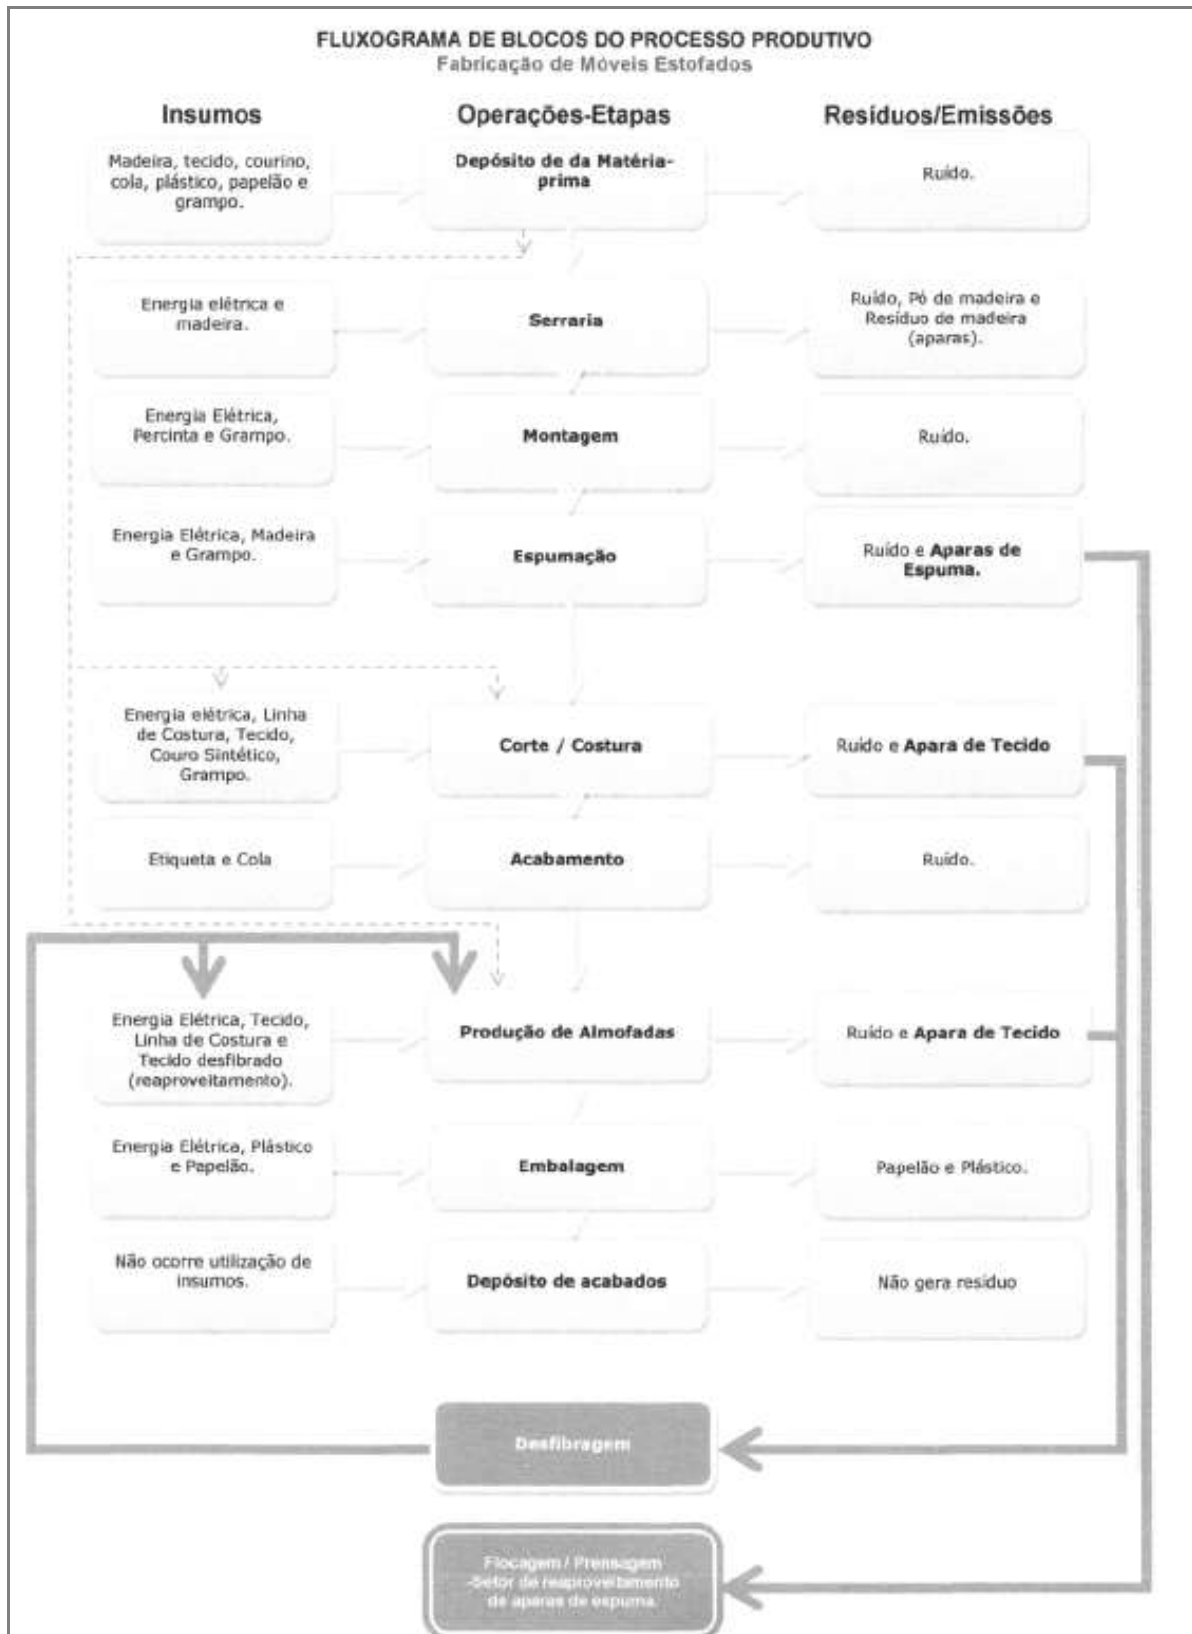 FLUXOGRAMA DE BLOCOS DO PROCESSO PRODUTIVO
Fabricação de Móveis Estofados
Insumos
Operações-Etapas
Resíduos/Emissões
Madeira, tecido, courino,
cola, plástico, papelão e
grampo.
Depósito de da Matéria-
prima
Ruído.
Energia elétrica e
madeira.
Serraria
Ruído, Pó de madeira e
Resíduo de madeira
(aparas).
Energia Elétrica,
Percinta e Grampo.
Montagem
Ruído.
Energia Elétrica, Madeira
e Grampo.
Espumação
Ruído e Aparas de
Espuma.
Energia elétrica, Linha
de Costura, Tecido,
Couro Sintético,
Grampo.
Corte / Costura
Ruído e Apara de Tecido
Etiqueta e Cola
Acabamento
Ruído.
Energia Elétrica, Tecido,
Linha de Costura e
Tecido desfibrado
(reaproveitamento).
Produção de Almofadas
Ruído e Apara de Tecido
Energia Elétrica, Plástico
e Papelão.
Embalagem
Papelão e Plástico.
Não ocorre utilização de
insumos.
Depósito de acabados
Não gera resíduo
Desfibragem
Flocagem / Prensagem
-Setor de reaproveitamento
de aparas de espuma.